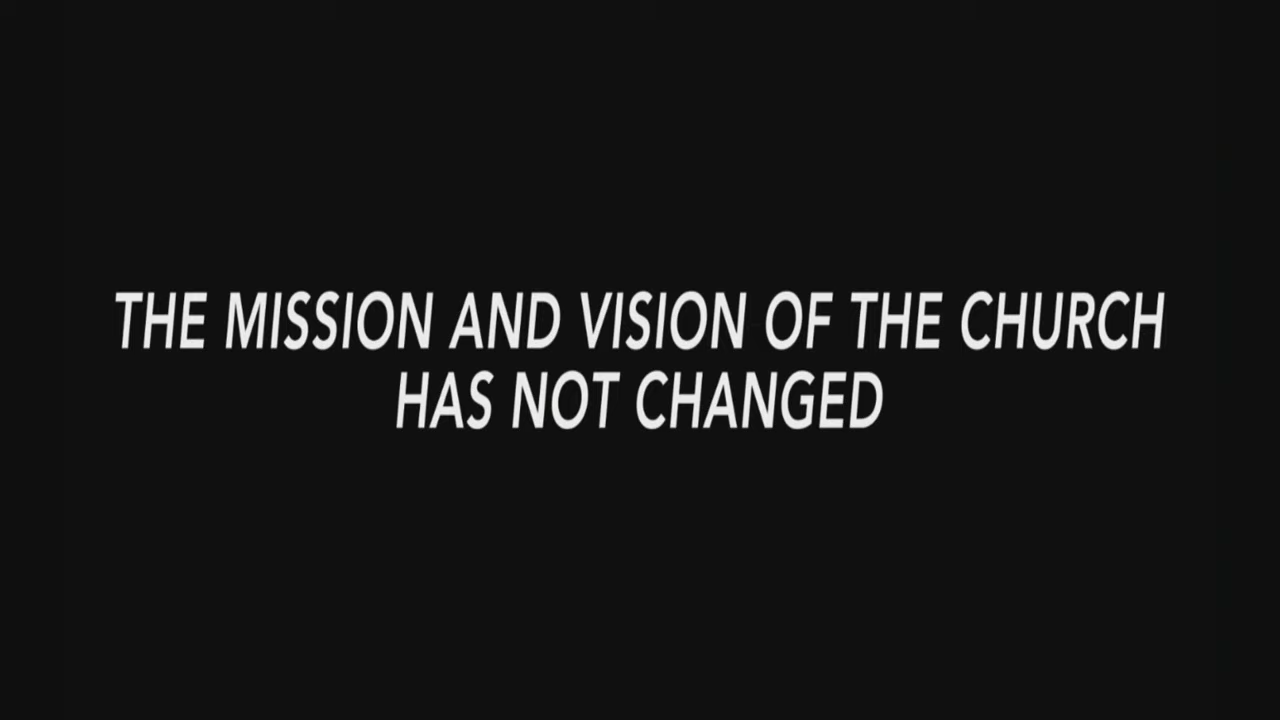 THE MISSION AND VISION OF THE CHURCH
HAS NOT CHANGED